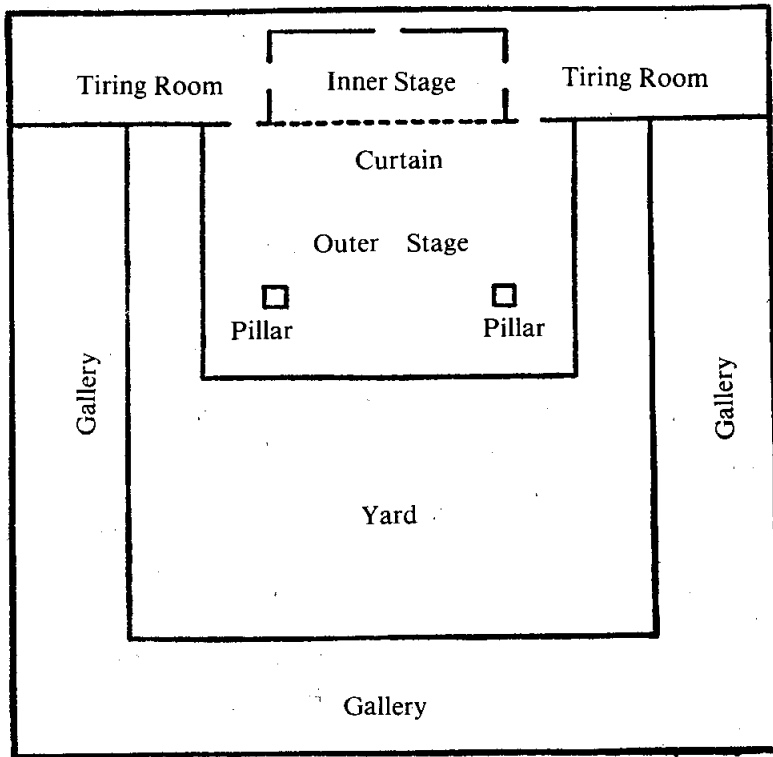 Tiring Room
Inner Stage
Tiring Room
Curtain
Outer Stage
Pillar
Pillar
Gallery
Gallery
Yard
Gallery